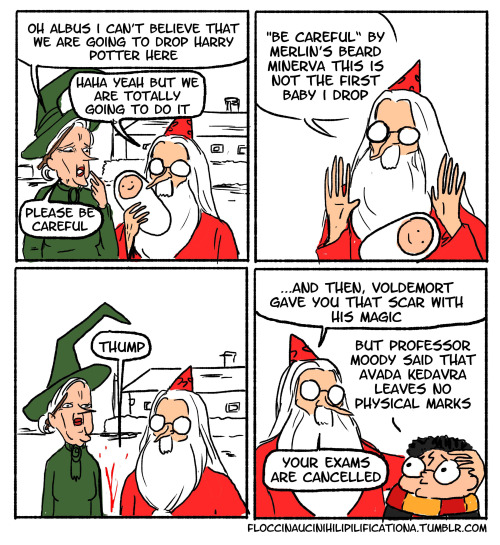 OH ALBUS I CAN'T BELIEVE THAT
WE ARE GOING TO DROP HARRY
POTTER HERE
HAHA YEAH BUT WE
ARE TOTALLY
GOING TO DO IT
PLEASE BE
CAREFUL
"BE CAREFUL" BY
MERLIN'S BEARD
MINERVA THIS IS
NOT THE FIRST
BABY I DROP
THUMP
...AND THEN, VOLDEMORT
GAVE YOU THAT SCAR WITH
HIS MAGIC
BUT PROFESSOR
MOODY SAID THAT
AVADA KEDAVRA
LEAVES NO
PHYSICAL MARKS
YOUR EXAMS
ARE CANCELLED
FLOCCINAUCINIHILIPILIFICATIONA.TUMBLR.COM